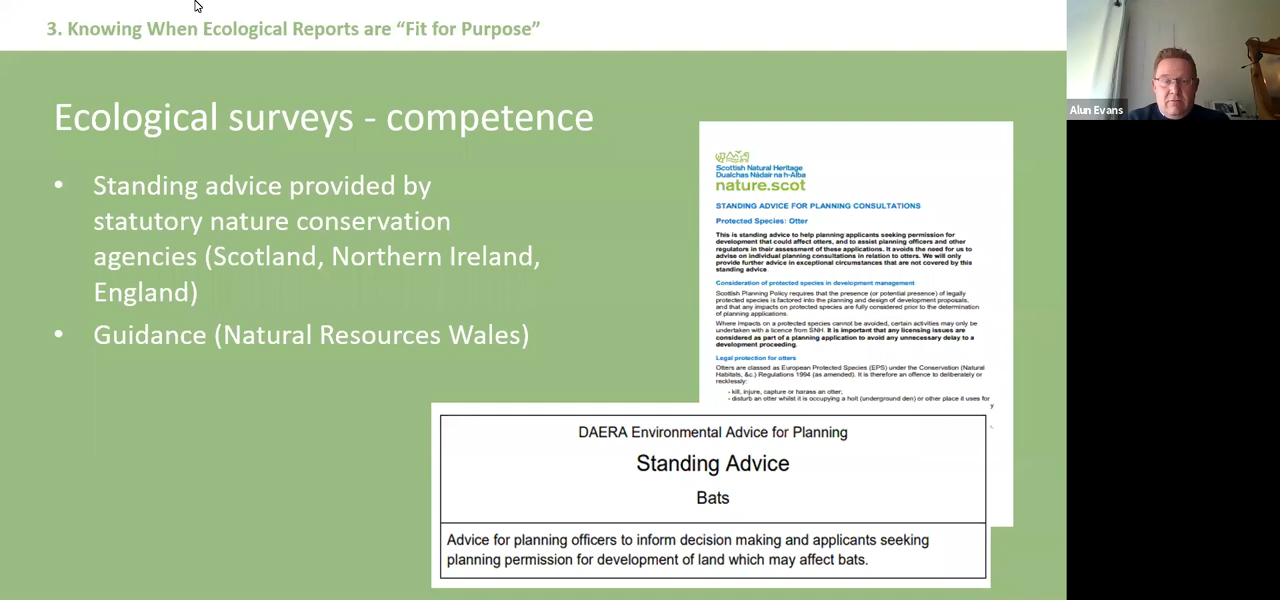 3. Knowing When Ecological Reports are “Fit for Purpose”
Alun Evans
Ecological surveys - competence
• Standing advice provided by
statutory nature conservation
agencies (Scotland, Northern Ireland,
England)
• Guidance (Natural Resources Wales)
Scottish Natural Heritage
Dualchas Nàdair na h-Alba
nature.scot
STANDING ADVICE FOR PLANNING CONSULTATIONS
Protected Species: Otter
This is standing advice to help planning applicants seeking permission for
development that could affect otters, and to assist planning officers and other
regulators in their assessment of these applications. It avoids the need for us to
advise on individual planning consultations in relation to otters. We will only
provide further advice in exceptional circumstances that are not covered by this
standing advice
Consideration of protected species in development management
Scottish Planning Policy requires that the presence (or potential presence) of legally
protected species is factored into the planning and design of development proposals,
and that any impacts on protected species are fully considered prior to the determination
of planning applications.
Where impacts on a protected species cannot be avoided, certain activities may only be
undertaken with a licence from SNH. It is important that any licensing issues are
considered as part of a planning application to avoid any unnecessary delay to a
development proceeding.
Legal protection for otters
Otters are classed as European Protected Species (EPS) under the Conservation (Natural
Habitats, &c.) Regulations 1994 (as amended). It is therefore an offence to deliberately or
recklessly:
- kill, injure, capture or harass an otter;
- disturb an otter whilst it is occupying a holt (underground den) or other place it uses for
y
DAERA Environmental Advice for Planning
Standing Advice
Bats
Advice for planning officers to inform decision making and applicants seeking
planning permission for development of land which may affect bats.